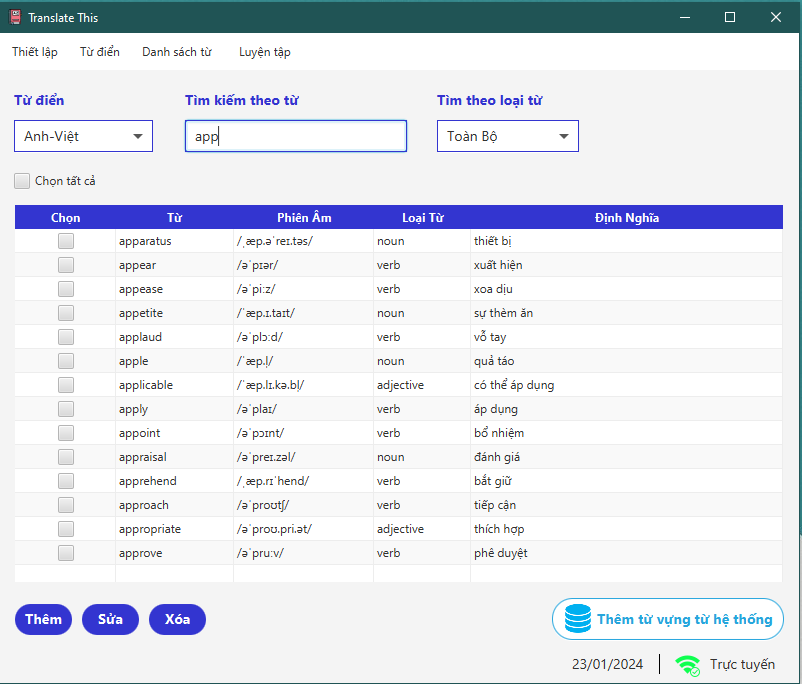 Translate This
Thiết lập Từ điển Danh sách từ Luyện tập
Từ điển Tìm kiếm theo từ Tìm theo loại từ
Anh-Việt app Toàn Bộ
Chọn tất cả
Chọn Từ Phiên Âm Loại Từ Định Nghĩa
apparatus /ˌæp.əˈreɪ.təs/ noun thiết bị
appear /əˈpɪər/ verb xuất hiện
appease /əˈpiːz/ verb xoa dịu
appetite /ˈæp.ɪ.taɪt/ noun sự thèm ăn
applaud /əˈplɔːd/ verb vỗ tay
apple /ˈæp.l̩/ noun quả táo
applicable /ˈæp.lɪ.kə.bl̩/ adjective có thể áp dụng
apply /əˈplaɪ/ verb áp dụng
appoint /əˈpɔɪnt/ verb bổ nhiệm
appraisal /əˈpreɪ.zəl/ noun đánh giá
apprehend /ˌæp.rɪˈhend/ verb bắt giữ
approach /əˈproʊtʃ/ verb tiếp cận
appropriate /əˈproʊ.pri.ət/ adjective thích hợp
approve /əˈpruːv/ verb phê duyệt
Thêm Sửa Xóa Thêm từ vựng từ hệ thống
23/01/2024 Trực tuyến